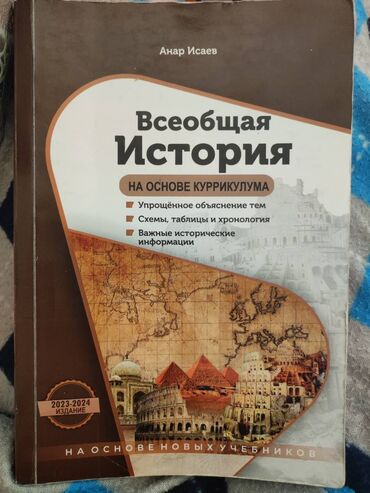 Анар Исаев
Всеобщая
История
НА ОСНОВЕ КУРРИКУЛУМА
Упрощённое объяснение тем
Схемы, таблицы и хронология
Важные исторические
информации
2023-2024
ИЗДАНИЕ
НА ОСНОВЕ НОВЫХ УЧЕБНИКОВ